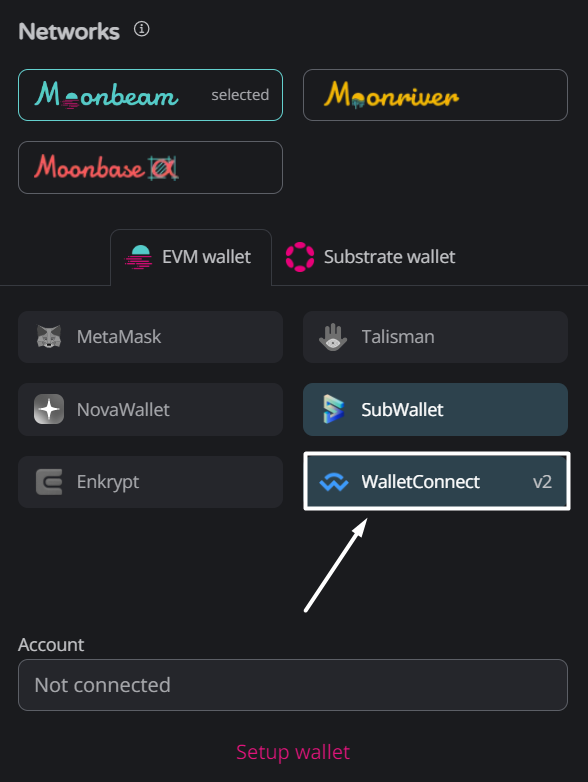 Networks
Moonbeam selected
Moonriver
Moonbase
EVM wallet
Substrate wallet
MetaMask
Talisman
NovaWallet
SubWallet
Enkrypt
WalletConnect v2
Account
Not connected
Setup wallet